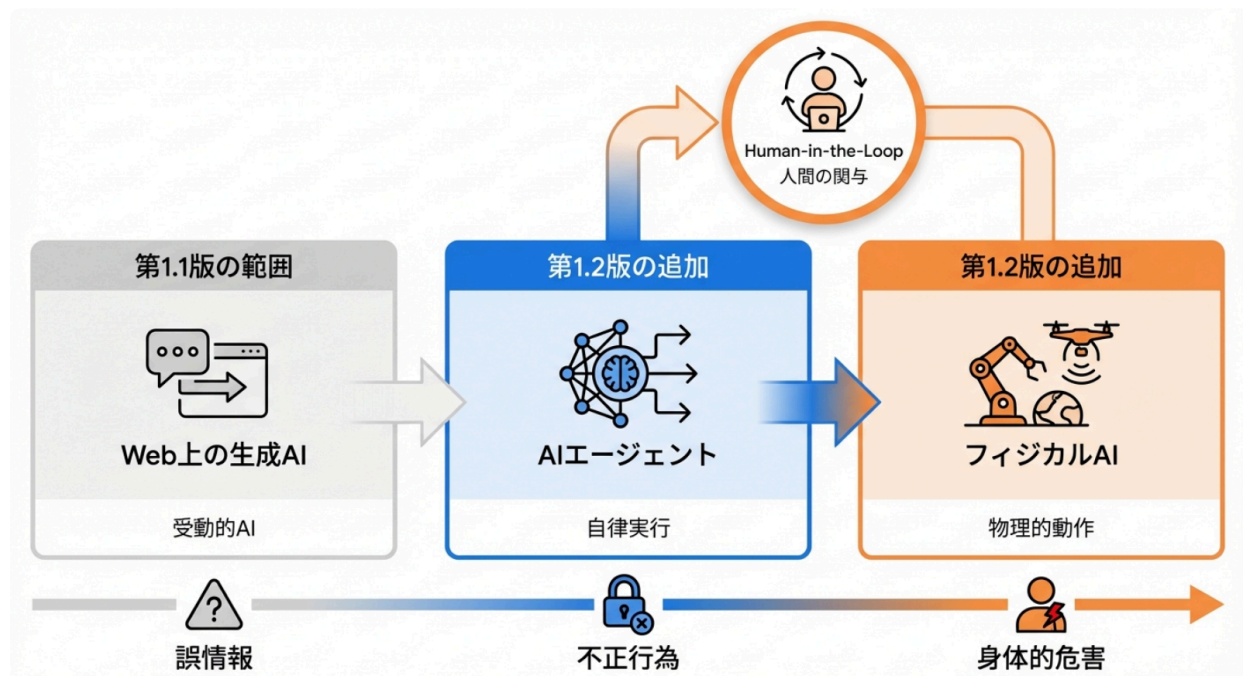 Human-in-the-Loop
人間の関与
第1.1版の範囲
第1.2版の追加
第1.2版の追加
Web上の生成AI
AIエージェント
フィジカルAI
受動的AI
自律実行
物理的動作
誤情報
不正行為
身体的危害